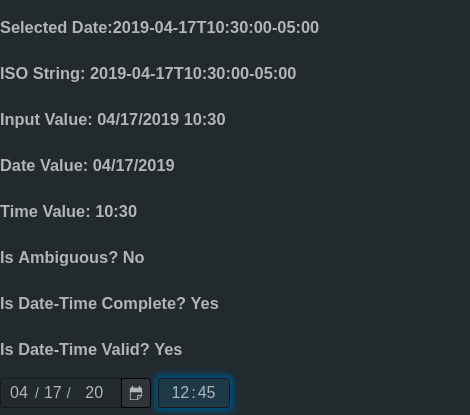 Selected Date:2019-04-17T10:30:00-05:00
ISO String: 2019-04-17T10:30:00-05:00
Input Value: 04/17/2019 10:30
Date Value: 04/17/2019
Time Value: 10:30
Is Ambiguous? No
Is Date-Time Complete? Yes
Is Date-Time Valid? Yes
04 / 17 / 20 12:45